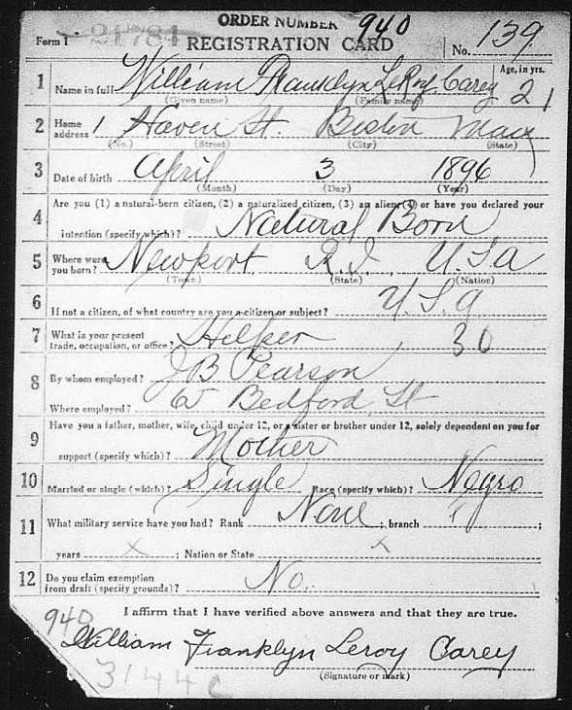 ORDER NUMBER 940
Form 1 21784 REGISTRATION CARD No. 139
1 Name in full William Franklyn LeRoy Carey Age, in yrs. 21
(Given name) (Family name)
2 Home address 1 Haven St. Boston Mass
(No.) (Street) (City) (State)
3 Date of birth April 3 1896
(Month) (Day) (Year)
Are you (1) a natural-born citizen, (2) a naturalized citizen, (3) an alien, (4) or have you declared your
4 intention (specify which)? Natural Born
5 Where were you born? Newport R.I. U.S.A
(Town) (State) (Nation)
6 If not a citizen, of what country are you a citizen or subject? U.S.A
7 What is your present trade, occupation, or office? Helper 30
8 By whom employed? J B Pearson
Where employed? W Bedford St
9 Have you a father, mother, wife, child under 12, or a sister or brother under 12, solely dependent on you for
support (specify which)? Mother
10 Married or single (which)? Single Race (specify which)? Negro
11 What military service have you had? Rank None ; branch ;
years x ; Nation or State x
12 Do you claim exemption from draft (specify grounds)? No.
I affirm that I have verified above answers and that they are true.
940
William Franklyn Leroy Carey
(Signature or mark)
3144C